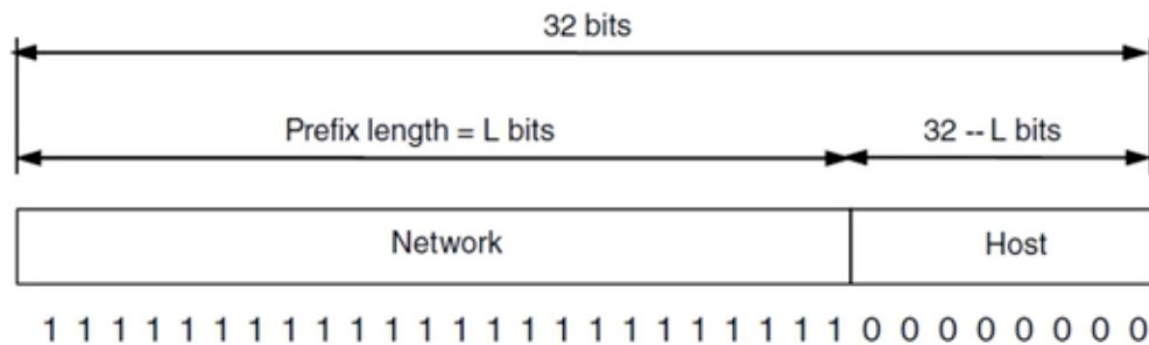 32 bits
Prefix length = L bits 32 -- L bits
Network Host
1 1 1 1 1 1 1 1 1 1 1 1 1 1 1 1 1 1 1 1 1 1 1 1 0 0 0 0 0 0 0 0 0